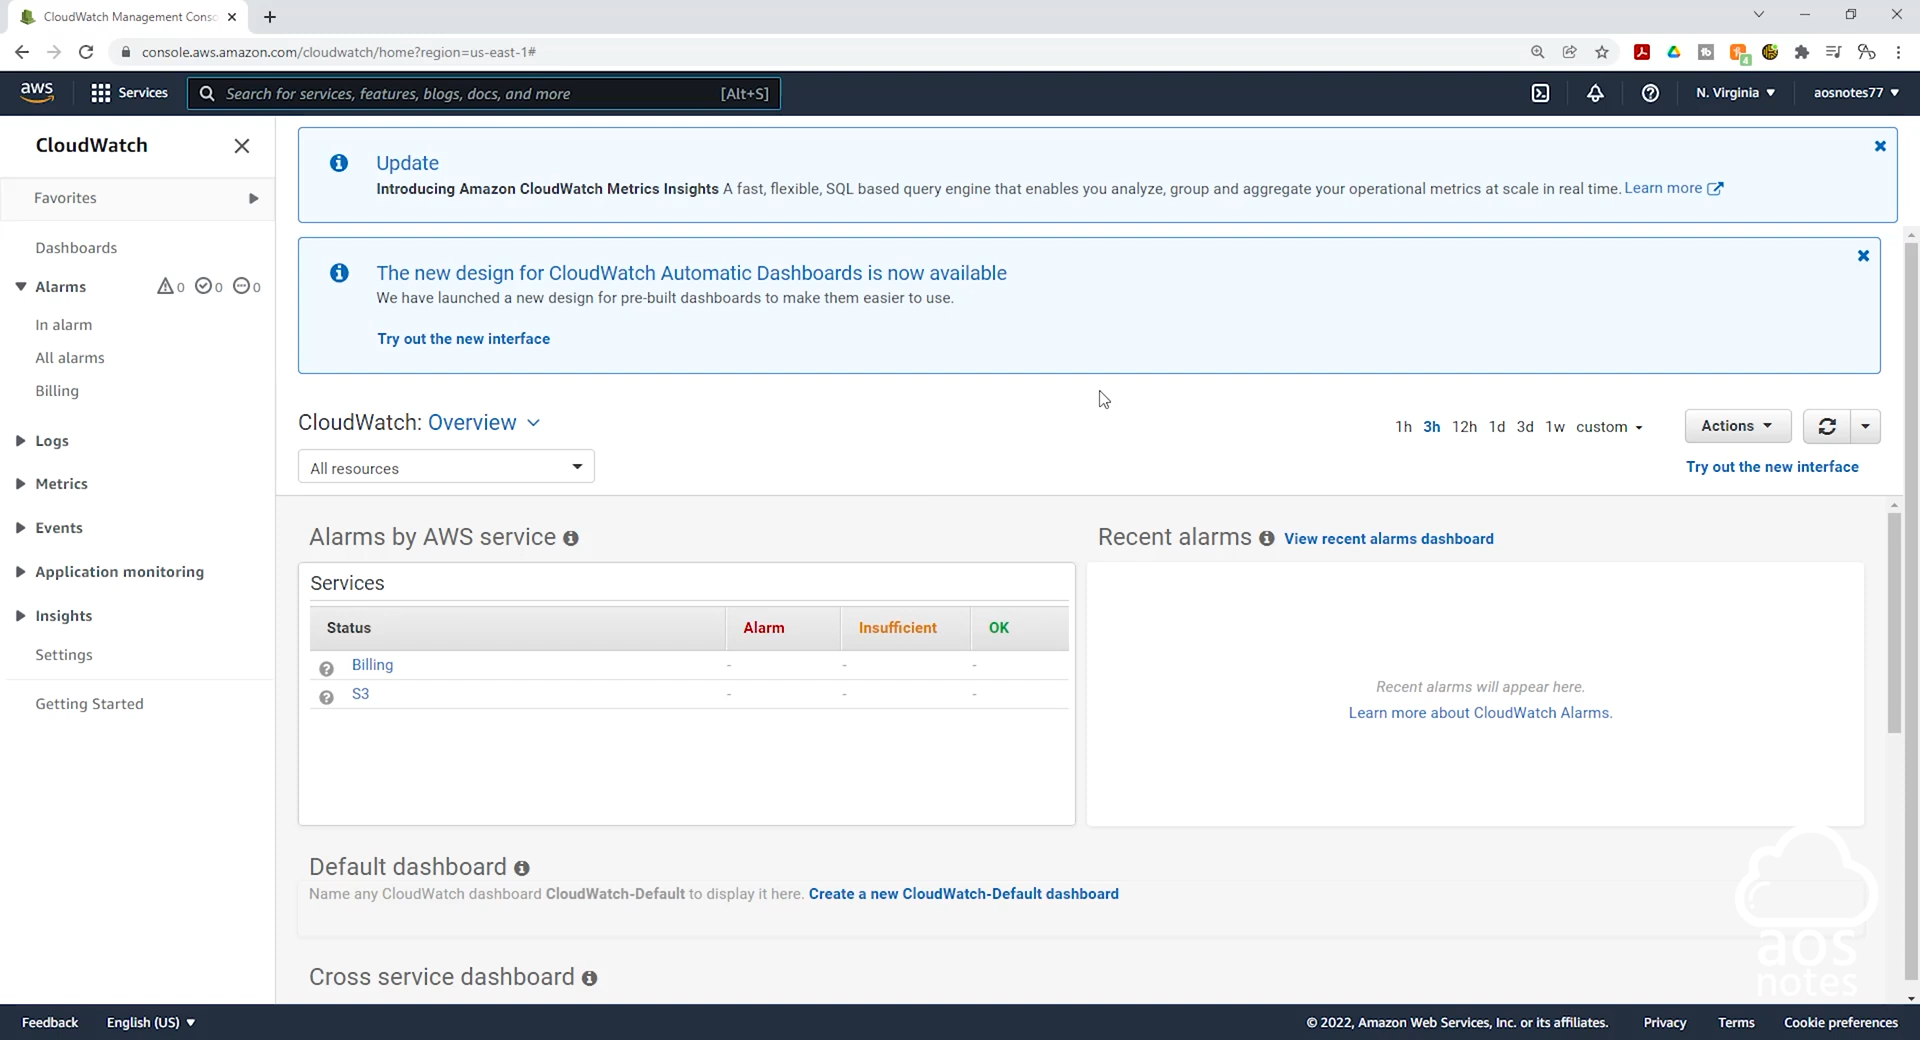 CloudWatch Management Conso
console.aws.amazon.com/cloudwatch/home?region=us-east-1#
4
aws
Services
Search for services, features, blogs, docs, and more
[Alt+S]
N. Virginia
aosnotes77
CloudWatch
Favorites
Dashboards
Alarms
0
0
0
In alarm
All alarms
Billing
Logs
Metrics
Events
Application monitoring
Insights
Settings
Getting Started
Update
Introducing Amazon CloudWatch Metrics Insights A fast, flexible, SQL based query engine that enables you analyze, group and aggregate your operational metrics at scale in real time. Learn more
The new design for CloudWatch Automatic Dashboards is now available
We have launched a new design for pre-built dashboards to make them easier to use.
Try out the new interface
CloudWatch: Overview
1h 3h 12h 1d 3d 1w custom
Actions
All resources
Try out the new interface
Alarms by AWS service
Services
Status Alarm Insufficient OK
Billing - - -
S3 - - -
Recent alarms View recent alarms dashboard
Recent alarms will appear here.
Learn more about CloudWatch Alarms.
Default dashboard
Name any CloudWatch dashboard CloudWatch-Default to display it here. Create a new CloudWatch-Default dashboard
Cross service dashboard
aos
notes
Feedback
English (US)
© 2022, Amazon Web Services, Inc. or its affiliates.
Privacy
Terms
Cookie preferences